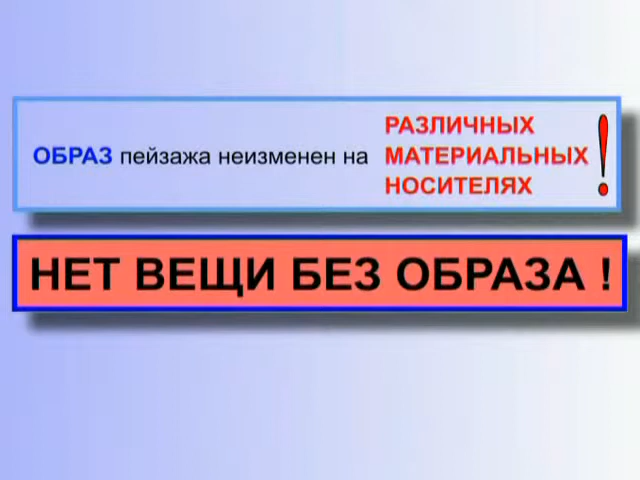 РАЗЛИЧНЫХ
ОБРАЗ пейзажа неизменен на МАТЕРИАЛЬНЫХ !
НОСИТЕЛЯХ
НЕТ ВЕЩИ БЕЗ ОБРАЗА !